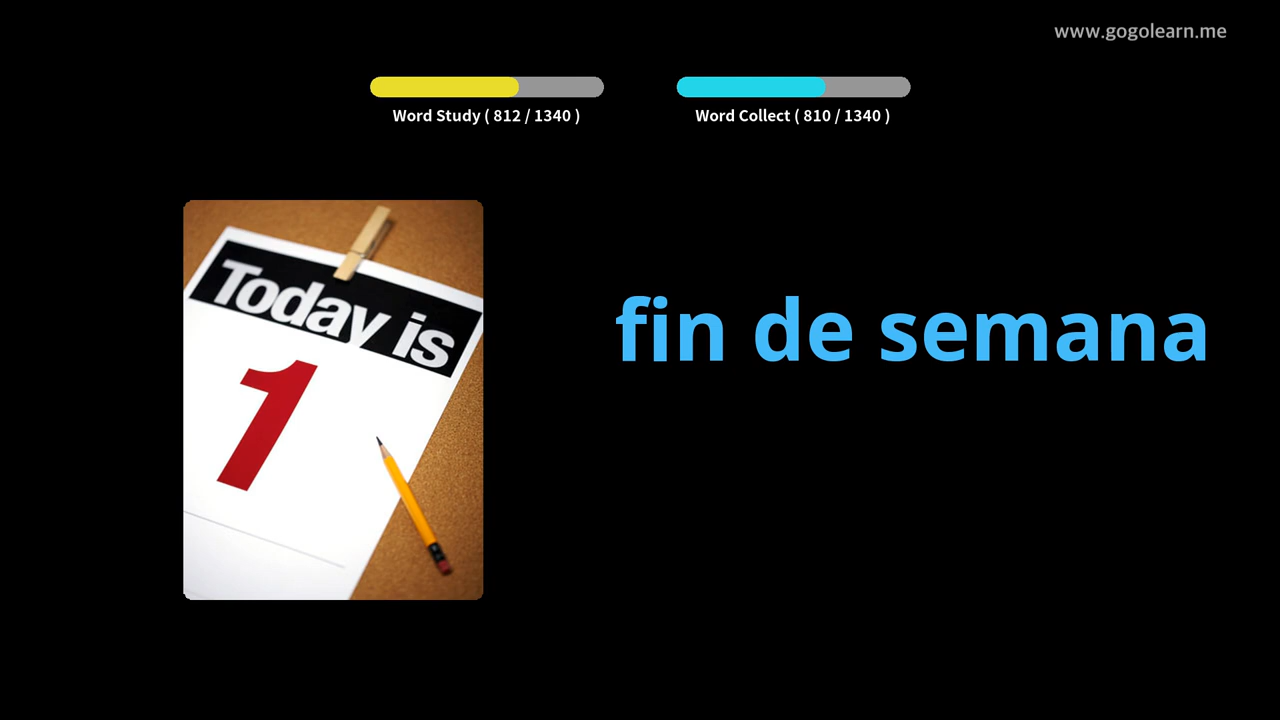 www.gogolearn.me
Word Study ( 812 / 1340 )
Word Collect ( 810 / 1340 )
Today is
1
fin de semana